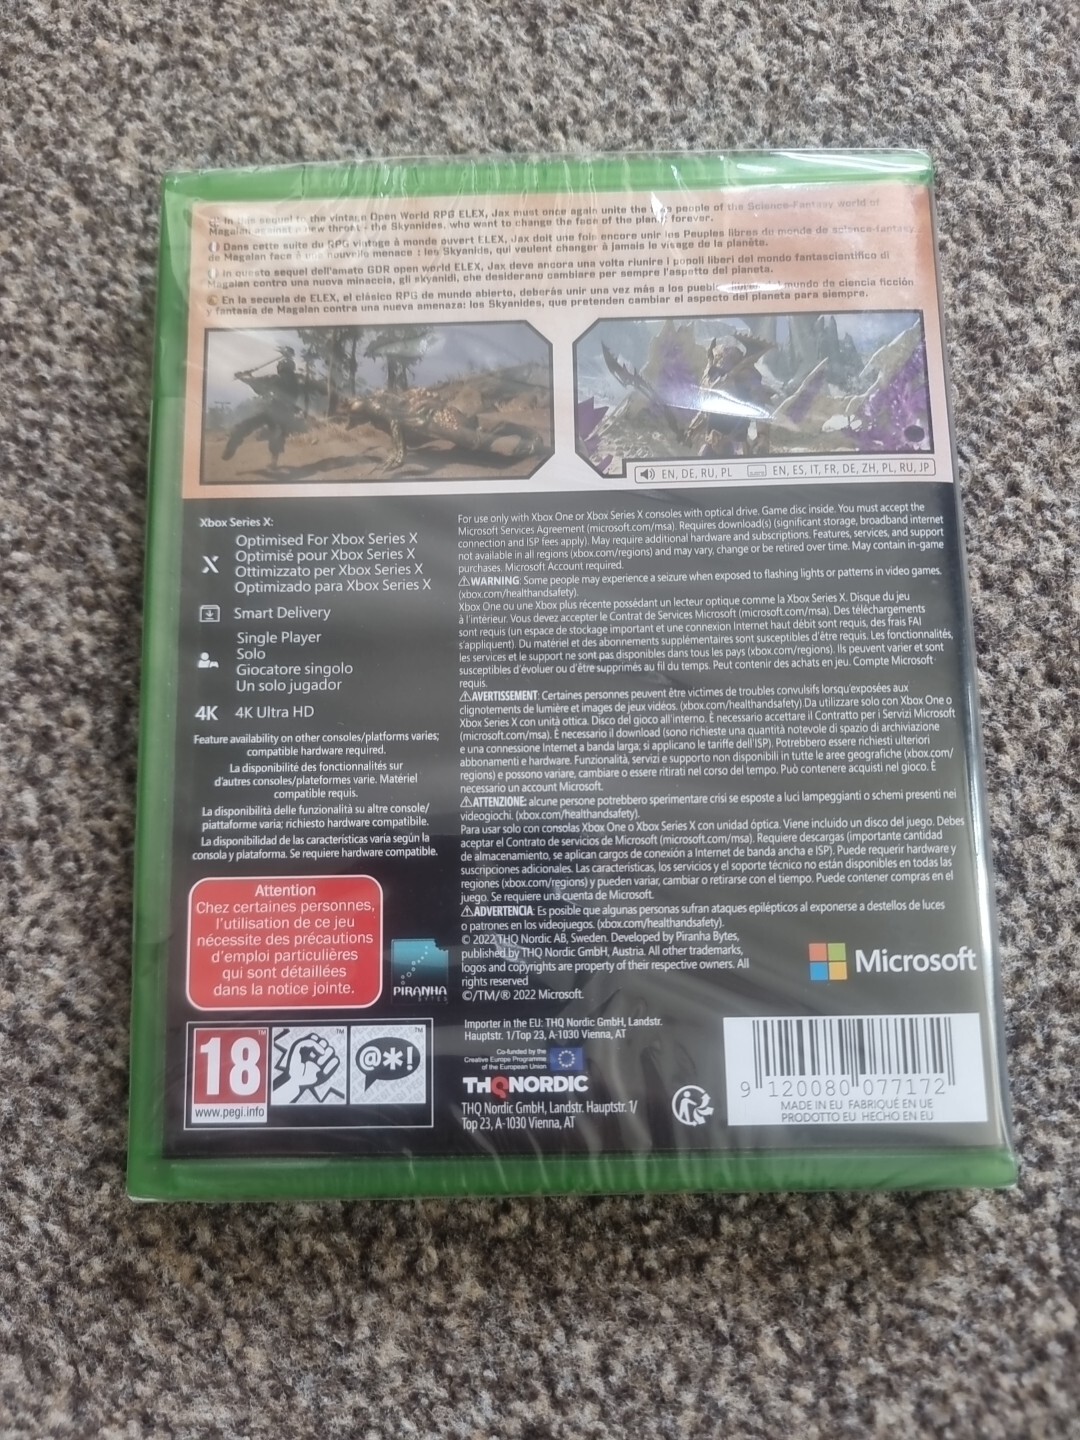 In this sequel to the vintage Open World RPG ELEX, Jax must once again unite the people of the Science-Fantasy world of
Magalan against new threat - the Skyanides, who want to change the face of the planet forever.
Dans cette suite du RPG vintage à monde ouvert ELEX, Jax doit une fois encore unir les Peuples libres du monde de science-fantasy
de Magalan face à une nouvelle menace : les Skyanides, qui veulent changer à jamais le visage de la planète.
In questo sequel dell'amato GDR open world ELEX, Jax deve ancora una volta riunire i popoli liberi del mondo fantascientifico di
Magalan contro una nuova minaccia, gli skyanidi, che desiderano cambiare per sempre l'aspetto del planeta.
En la secuela de ELEX, el clásico RPG de mundo abierto, deberás unir una vez más a los mundo de ciencia ficción
y fantasía de Magalan contra una nueva amenaza: los Skyanides, que pretenden cambiar el aspecto del planeta para siempre.
EN, DE, RU, PL
EN, ES, IT, FR, DE, ZH, PL, RU, JP
Xbox Series X:
X
Optimised For Xbox Series X
Optimisé pour Xbox Series X
Ottimizzato per Xbox Series X
Optimizado para Xbox Series X
Smart Delivery
Single Player
Solo
Giocatore singolo
Un solo jugador
4K 4K Ultra HD
Feature availability on other consoles/platforms varies;
compatible hardware required.
La disponibilité des fonctionnalités sur
d'autres consoles/plateformes varie. Matériel
compatible requis.
La disponibilità delle funzionalità su altre console/
piattaforme varia; richiesto hardware compatibile.
La disponibilidad de las características varía según la
consola y plataforma. Se requiere hardware compatible.
Attention
Chez certaines personnes,
l'utilisation de ce jeu
nécessite des précautions
d'emploi particulières
qui sont détaillées
dans la notice jointe.
PIRANHA
BYTES
18
www.pegi.info
@*!
For use only with Xbox One or Xbox Series X consoles with optical drive. Game disc inside. You must accept the
Microsoft Services Agreement (microsoft.com/msa). Requires download(s) (significant storage, broadband internet
connection and ISP fees apply). May require additional hardware and subscriptions. Features, services, and support
not available in all regions (xbox.com/regions) and may vary, change or be retired over time. May contain in-game
purchases. Microsoft Account required.
⚠WARNING: Some people may experience a seizure when exposed to flashing lights or patterns in video games.
(xbox.com/healthandsafety).
Xbox One ou une Xbox plus récente possédant un lecteur optique comme la Xbox Series X. Disque du jeu
à l'intérieur. Vous devez accepter le Contrat de Services Microsoft (microsoft.com/msa). Des téléchargements
sont requis (un espace de stockage important et une connexion Internet haut débit sont requis, des frais FAI
s'appliquent). Du matériel et des abonnements supplémentaires sont susceptibles d'être requis. Les fonctionnalités,
les services et le support ne sont pas disponibles dans tous les pays (xbox.com/regions). Ils peuvent varier et sont
susceptibles d'évoluer ou d'être supprimés au fil du temps. Peut contenir des achats en jeu. Compte Microsoft
requis.
⚠AVERTISSEMENT: Certaines personnes peuvent être victimes de troubles convulsifs lorsqu'exposées aux
clignotements de lumière et images de jeux vidéos. (xbox.com/healthandsafety).Da utilizzare solo con Xbox One o
Xbox Series X con unità ottica. Disco del gioco all'interno. È necessario accettare il Contratto per i Servizi Microsoft
(microsoft.com/msa). È necessario il download (sono richieste una quantità notevole di spazio di archiviazione
e una connessione Internet a banda larga; si applicano le tariffe dell'ISP). Potrebbero essere richiesti ulteriori
abbonamenti e hardware. Funzionalità, servizi e supporto non disponibili in tutte le aree geografiche (xbox.com/
regions) e possono variare, cambiare o essere ritirati nel corso del tempo. Può contenere acquisti nel gioco. È
necessario un account Microsoft.
⚠ATTENZIONE: alcune persone potrebbero sperimentare crisi se esposte a luci lampeggianti o schemi presenti nei
videogiochi. (xbox.com/healthandsafety).
Para usar solo con consolas Xbox One o Xbox Series X con unidad óptica. Viene incluido un disco del juego. Debes
aceptar el Contrato de servicios de Microsoft (microsoft.com/msa). Requiere descargas (importante cantidad
de almacenamiento, se aplican cargos de conexión a Internet de banda ancha e ISP). Puede requerir hardware y
suscripciones adicionales. Las características, los servicios y el soporte técnico no están disponibles en todas las
regiones (xbox.com/regions) y pueden variar, cambiar o retirarse con el tiempo. Puede contener compras en el
juego. Se requiere una cuenta de Microsoft.
⚠ADVERTENCIA: Es posible que algunas personas sufran ataques epilépticos al exponerse a destellos de luces
o patrones en los videojuegos. (xbox.com/healthandsafety).
© 2022 THQ Nordic AB, Sweden. Developed by Piranha Bytes,
published by THQ Nordic GmbH, Austria. All other trademarks,
logos and copyrights are property of their respective owners. All
rights reserved
©/TM/® 2022 Microsoft.
Microsoft
Importer in the EU: THQ Nordic GmbH, Landstr.
Hauptstr. 1/Top 23, A-1030 Vienna, AT
Co-funded by the
Creative Europe Programme
of the European Union
THQNORDIC
THQ Nordic GmbH, Landstr. Hauptstr. 1/
Top 23, A-1030 Vienna, AT
9 120080 077172
MADE IN EU FABRIQUÉ EN UE
PRODOTTO EU HECHO EN EU